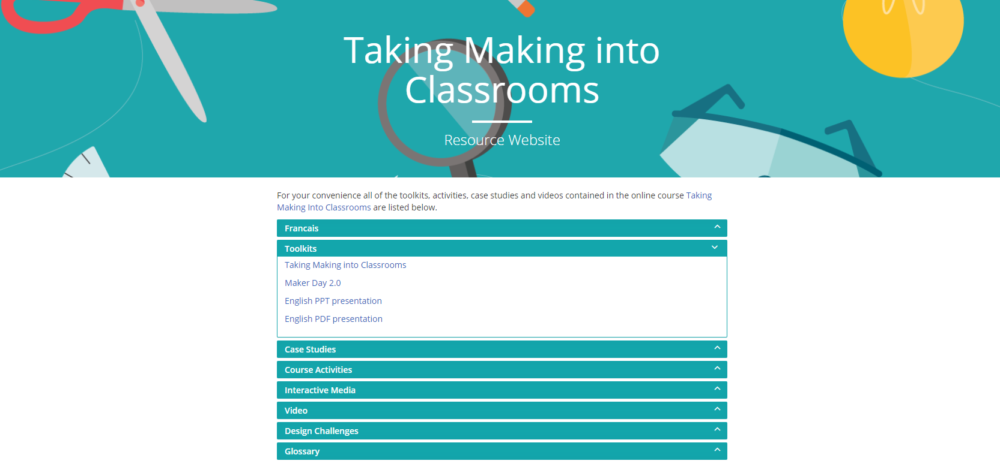 Taking Making into
Classrooms
Resource Website
For your convenience all of the toolkits, activities, case studies and videos contained in the online course Taking
Making Into Classrooms are listed below.
Francais
Toolkits
Taking Making into Classrooms
Maker Day 2.0
English PPT presentation
English PDF presentation
Case Studies
Course Activities
Interactive Media
Video
Design Challenges
Glossary